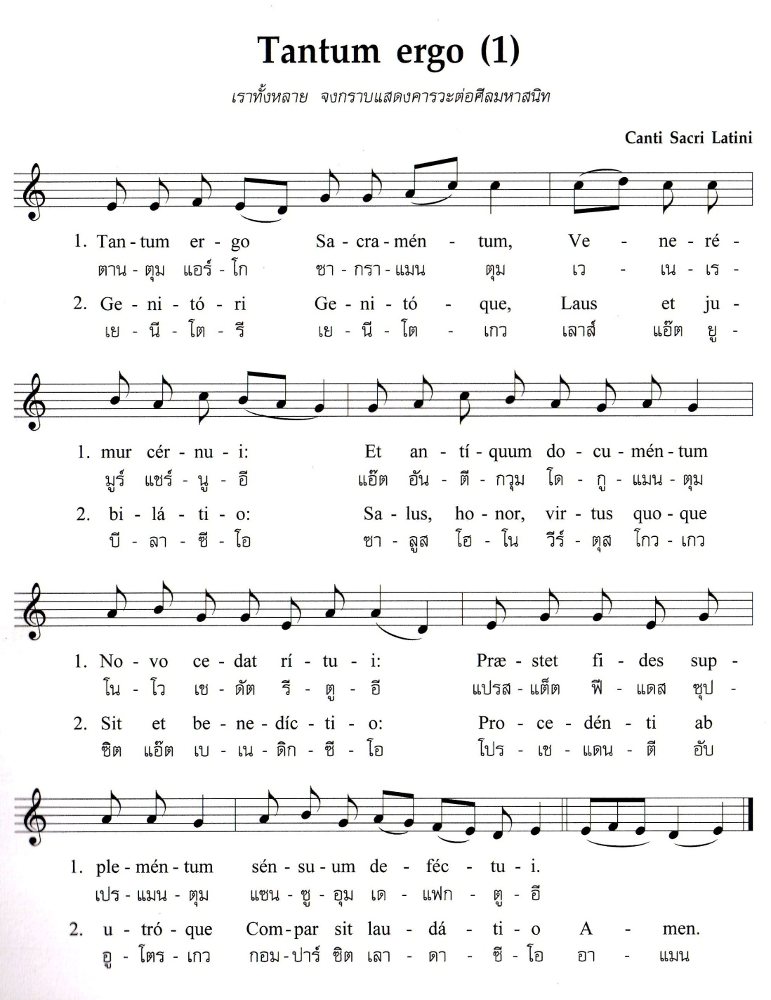 Tantum ergo (1)
เราทั้งหลาย จงกราบแสดงคารวะต่อศีลมหาสนิท
Canti Sacri Latini
1. Tan - tum er - go Sa - cra - mén - tum, Ve - ne - ré -
ตาน - ตุม แอร์ - โก ซา - กรา - แมน ตุม เว - เน - เร -
2. Ge - ni - tó - ri Ge - ni - tó - que, Laus et ju -
เย - นี - โต - รี เย - นี - โต - เกว เลาส์ แอ๊ต ยู -
1. mur cér - nu - i: Et an - tí - quum do - cu - mén - tum
มูร์ แชร์ - นู - อี แอ๊ต อัน - ตี - กวุม โด - กู - แมน - ตุม
2. bi - lá - ti - o: Sa - lus, ho - nor, vir - tus quo - que
บี - ลา - ซี - โอ ซา - ลูส โฮ - โน วีร์ - ตุส โกว - เกว
1. No - vo ce - dat rí - tu - i: Præ - stet fi - des sup -
โน - โว เช - ดัต รี - ตู - อี แปรส - แต็ต ฟี - แดส ซุป -
2. Sit et be - ne - díc - ti - o: Pro - ce - dén - ti ab
ซิต แอ๊ต เบ - เน - ดิก - ซี - โอ โปร - เช - แดน - ตี อับ
1. ple - mén - tum sén - su - um de - féc - tu - i.
เปร - แมน - ตุม แซน - ซู - อุม เด - แฟก - ตู - อี
2. u - tró - que Com - par sit lau - dá - ti - o A - men.
อู - โตร - เกว กอม - ปาร์ ซิต เลา - ดา - ซี - โอ อา - แมน